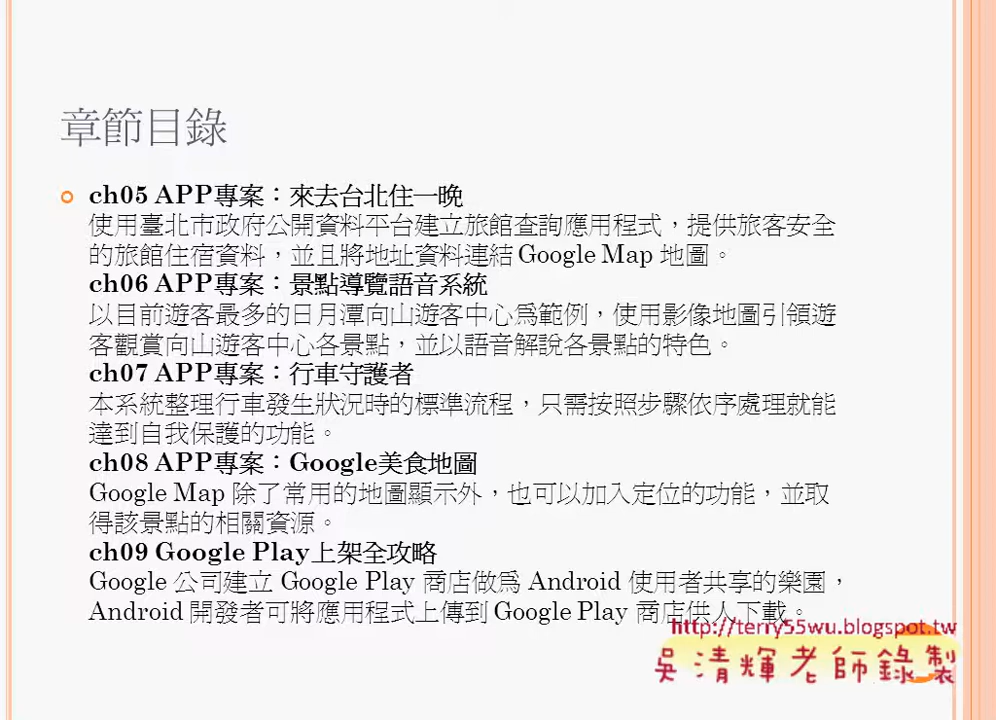 章節目錄
ch05 APP專案：來去台北住一晚
使用臺北市政府公開資料平台建立旅館查詢應用程式，提供旅客安全
的旅館住宿資料，並且將地址資料連結 Google Map 地圖。
ch06 APP專案：景點導覽語音系統
以目前遊客最多的日月潭向山遊客中心為範例，使用影像地圖引領遊
客觀賞向山遊客中心各景點，並以語音解說各景點的特色。
ch07 APP專案：行車守護者
本系統整理行車發生狀況時的標準流程，只需按照步驟依序處理就能
達到自我保護的功能。
ch08 APP專案：Google美食地圖
Google Map 除了常用的地圖顯示外，也可以加入定位的功能，並取
得該景點的相關資源。
ch09 Google Play上架全攻略
Google 公司建立 Google Play 商店做為 Android 使用者共享的樂園，
Android 開發者可將應用程式上傳到 Google Play 商店供人下載。
http://terry55wu.blogspot.tw
吳清輝老師錄製